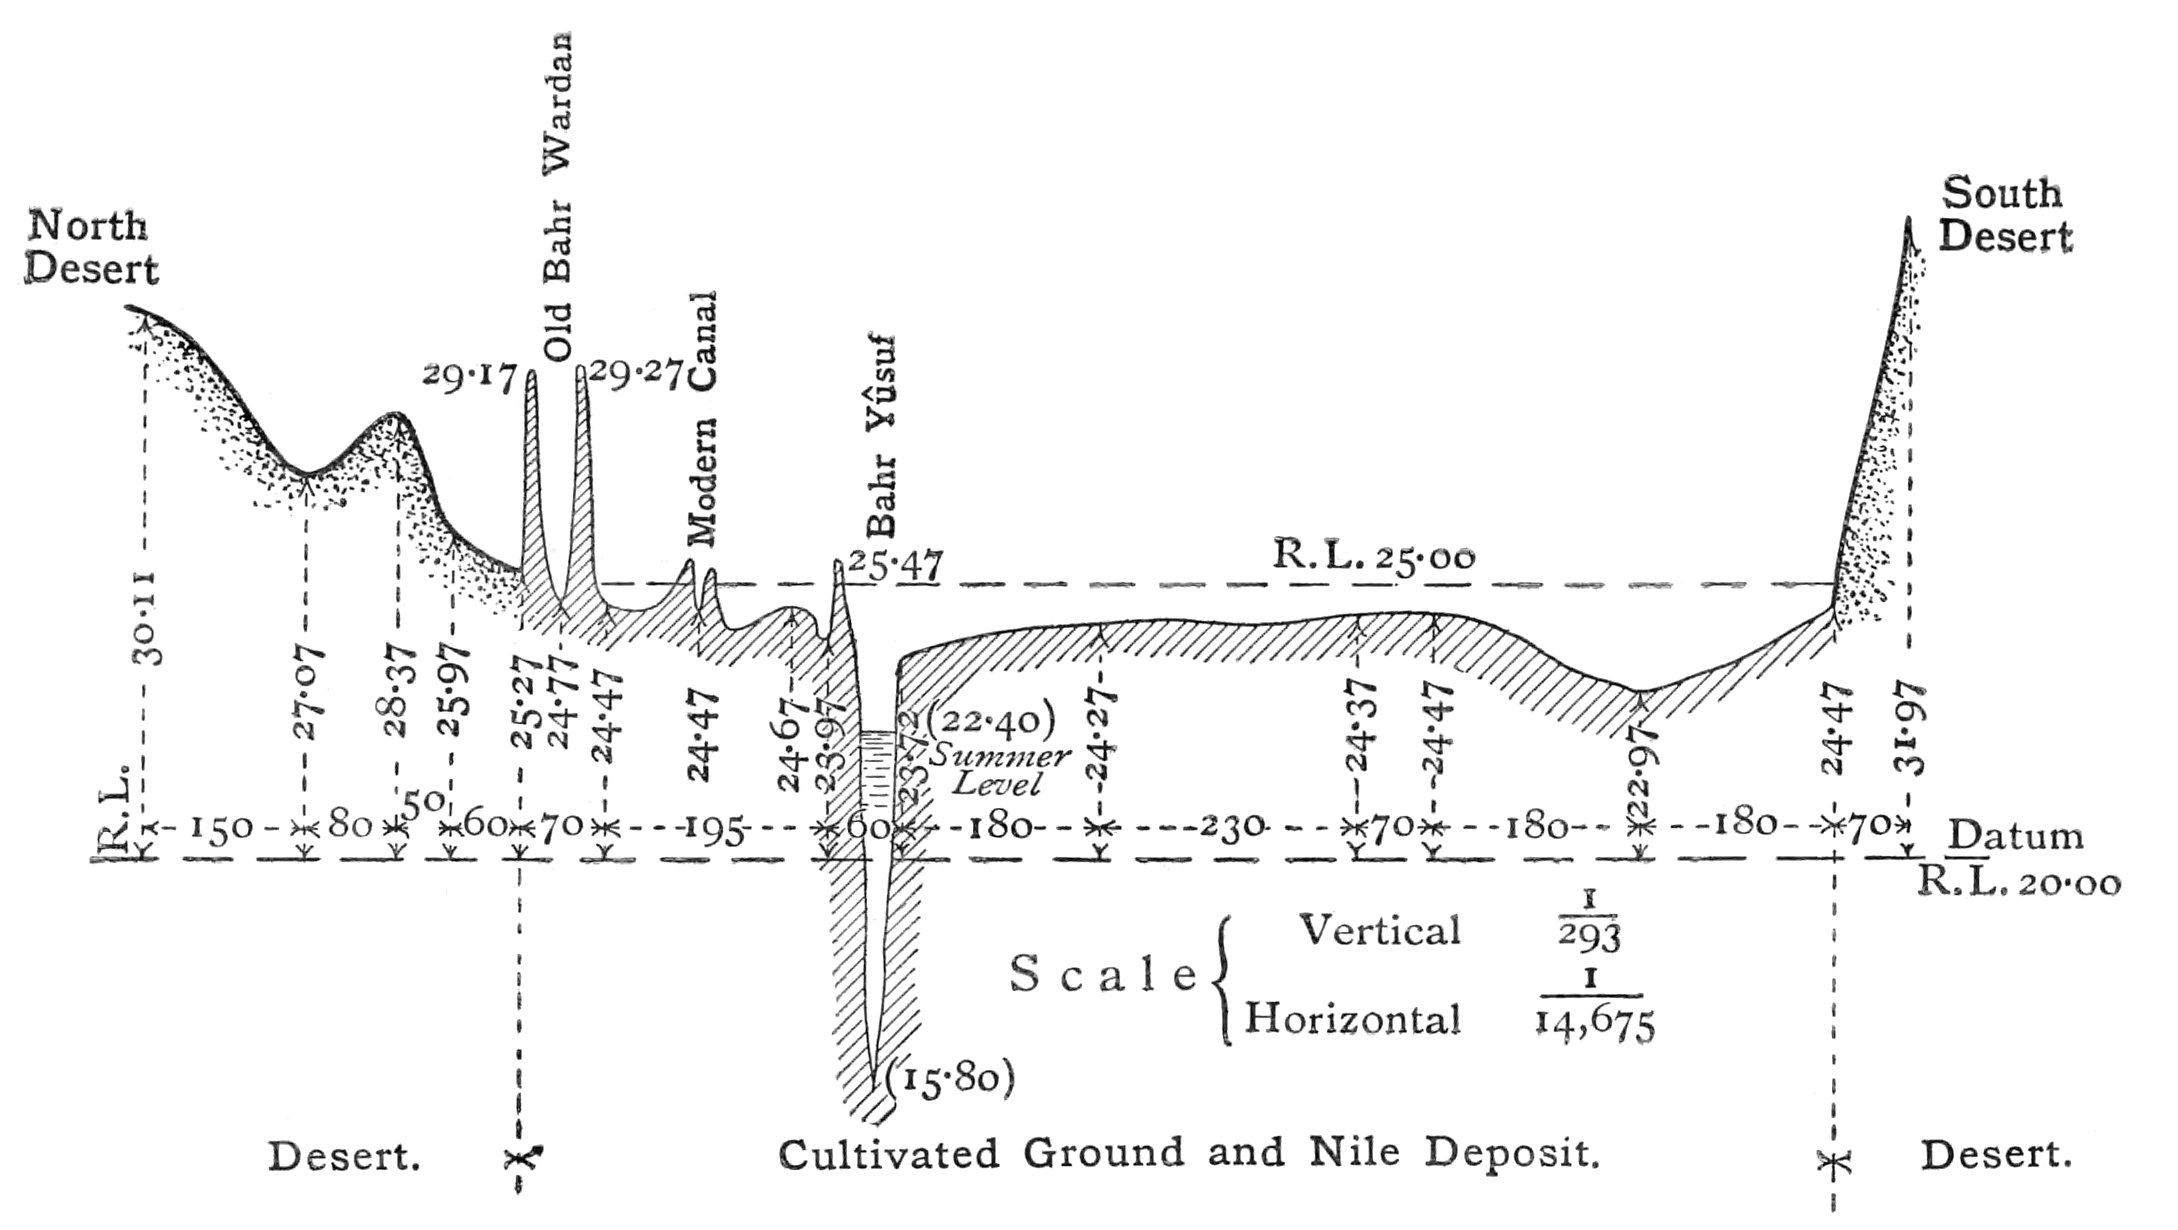 North
Desert
Old Bahr Wardan
Modern Canal
Bahr Yûsuf
South
Desert
29·17
29·27
25·47
R.L. 25·00
30·11
27·07
28·37
25·97
25·27
24·77
24·47
24·47
24·67
23·97
23·72
(22·40)
Summer
Level
24·27
24·37
24·47
22·97
24·47
31·97
R.L.
150
80
50
60
70
195
60
180
230
70
180
180
70
Datum
R.L. 20·00
Scale
Vertical 1/293
Horizontal 1/14,675
(15·80)
Desert.
Cultivated Ground and Nile Deposit.
Desert.